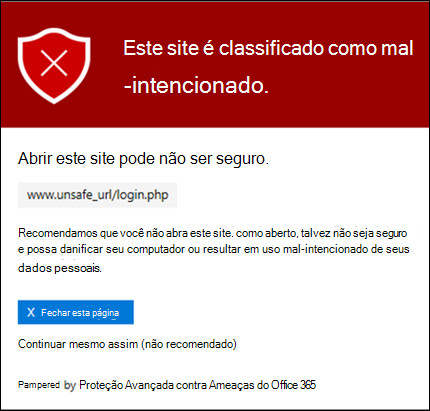 Este site é classificado como mal
-intencionado.
Abrir este site pode não ser seguro.
www.unsafe_url/login.php
Recomendamos que você não abra este site. como aberto, talvez não seja seguro
e possa danificar seu computador ou resultar em uso mal-intencionado de seus
dados pessoais.
X Fechar esta página
Continuar mesmo assim (não recomendado)
Pampered by Proteção Avançada contra Ameaças do Office 365